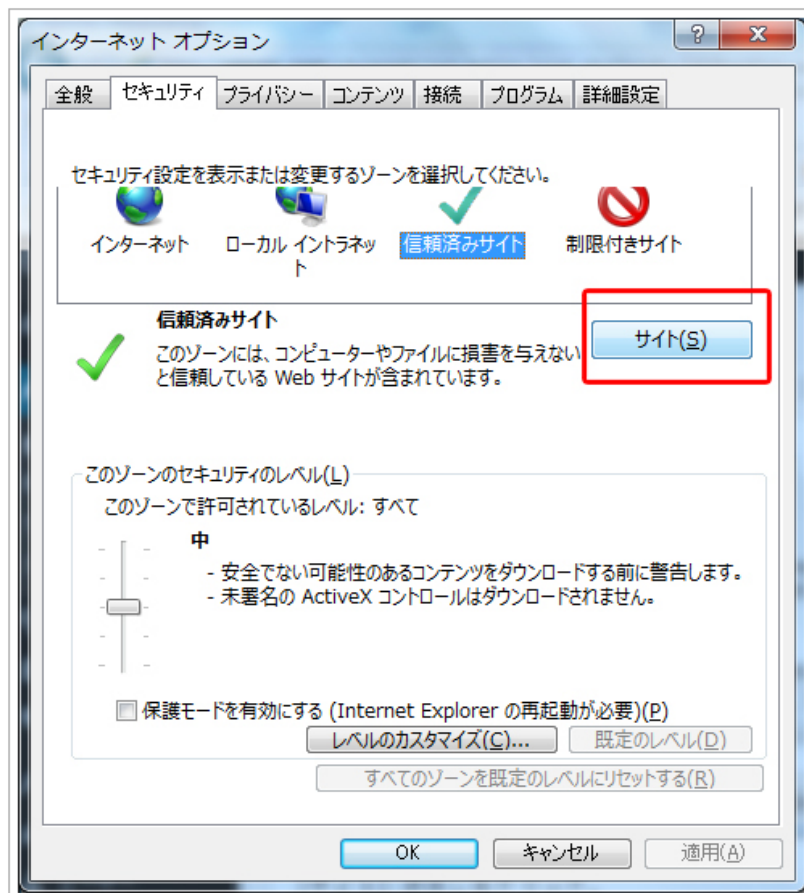 インターネット オプション
全般 セキュリティ プライバシー コンテンツ 接続 プログラム 詳細設定
セキュリティ設定を表示または変更するゾーンを選択してください。
インターネット
ローカル イントラネッ
ト
信頼済みサイト
制限付きサイト
信頼済みサイト
このゾーンには、コンピューターやファイルに損害を与えない
と信頼している Web サイトが含まれています。
サイト(S)
このゾーンのセキュリティのレベル(L)
このゾーンで許可されているレベル: すべて
中
- 安全でない可能性のあるコンテンツをダウンロードする前に警告します。
- 未署名の ActiveX コントロールはダウンロードされません。
保護モードを有効にする (Internet Explorer の再起動が必要)(P)
レベルのカスタマイズ(C)... 既定のレベル(D)
すべてのゾーンを既定のレベルにリセットする(R)
OK キャンセル 適用(A)